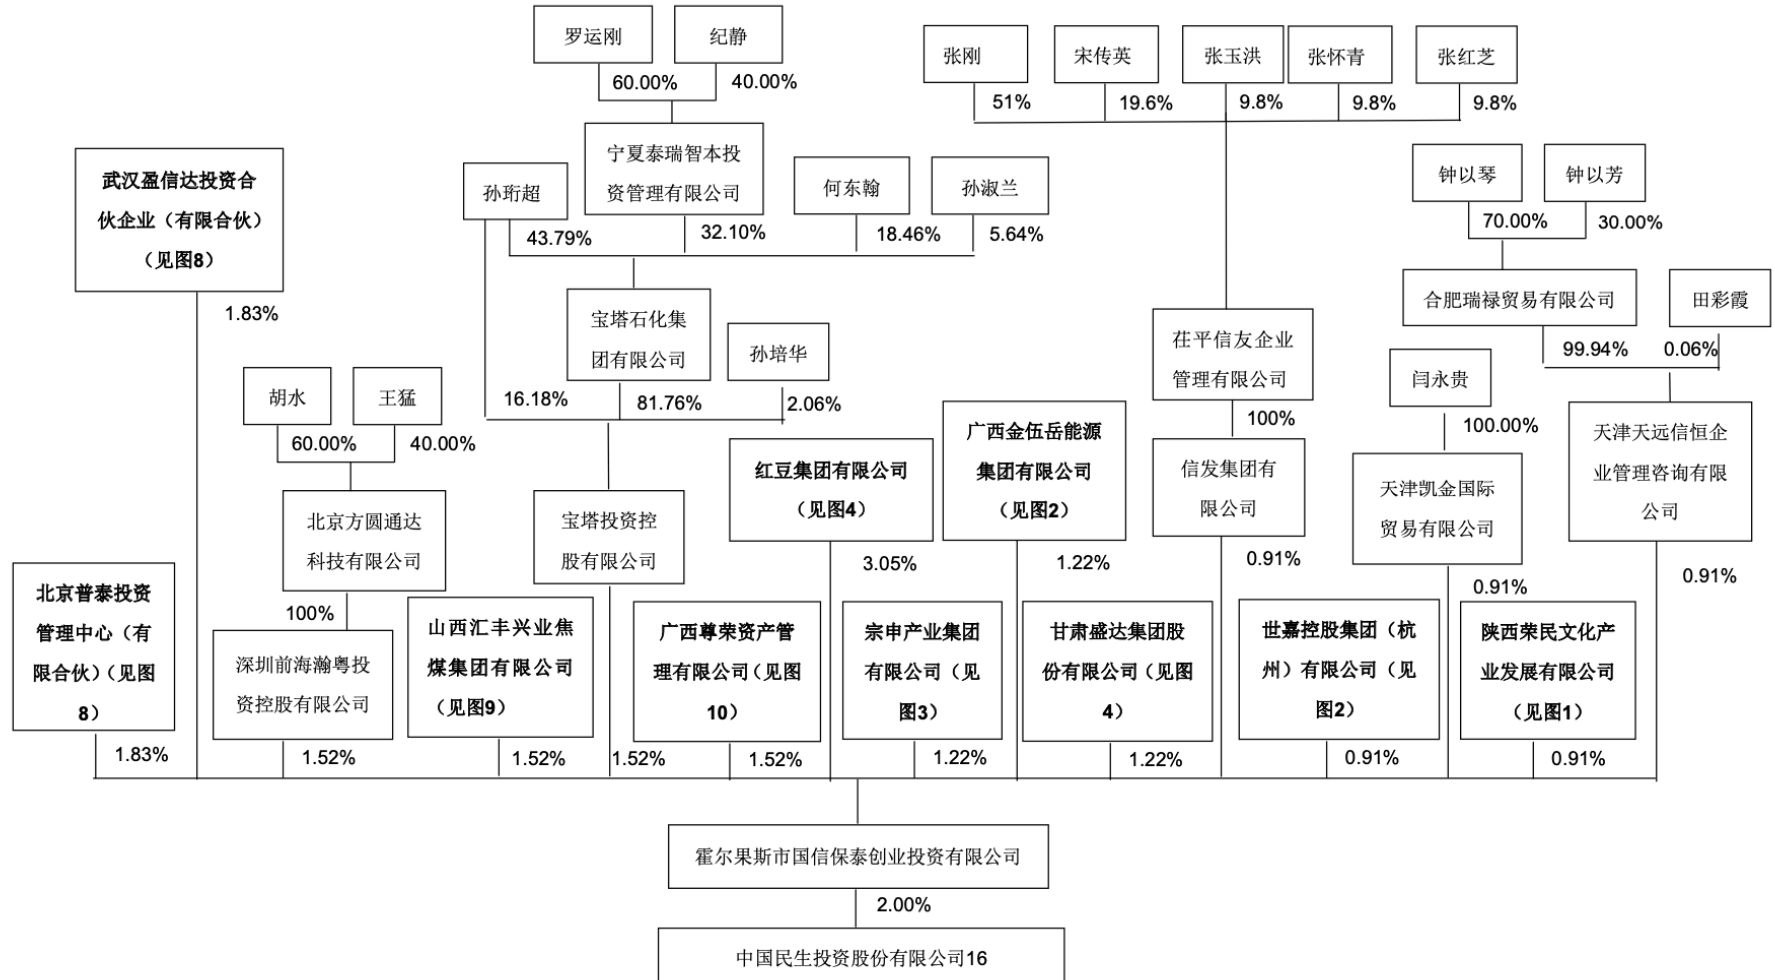 罗运刚
纪静
60.00%
40.00%
张刚
宋传英
张玉洪
张怀青
张红芝
51%
19.6%
9.8%
9.8%
9.8%
武汉盈信达投资合
伙企业（有限合伙）
（见图8）
1.83%
孙珩超
宁夏泰瑞智本投
资管理有限公司
何东翰
孙淑兰
43.79%
32.10%
18.46%
5.64%
钟以琴
钟以芳
70.00%
30.00%
合肥瑞禄贸易有限公司
田彩霞
99.94%
0.06%
宝塔石化集
团有限公司
孙培华
16.18%
81.76%
2.06%
茌平信友企业
管理有限公司
100%
闫永贵
100.00%
胡水
王猛
60.00%
40.00%
北京方圆通达
科技有限公司
100%
宝塔投资控
股有限公司
红豆集团有限公司
（见图4）
3.05%
广西金伍岳能源
集团有限公司
（见图2）
1.22%
信发集团有
限公司
0.91%
天津凯金国际
贸易有限公司
0.91%
天津天远信恒企
业管理咨询有限
公司
0.91%
北京普泰投资
管理中心（有
限合伙）（见图
8）
1.83%
深圳前海瀚粤投
资控股有限公司
1.52%
山西汇丰兴业焦
煤集团有限公司
（见图9）
1.52%
1.52%
广西尊荣资产管
理有限公司（见图
10）
1.52%
宗申产业集团
有限公司（见
图3）
1.22%
甘肃盛达集团股
份有限公司（见图
4）
1.22%
世嘉控股集团（杭
州）有限公司（见
图2）
0.91%
陕西荣民文化产
业发展有限公司
（见图1）
0.91%
霍尔果斯市国信保泰创业投资有限公司
2.00%
中国民生投资股份有限公司16